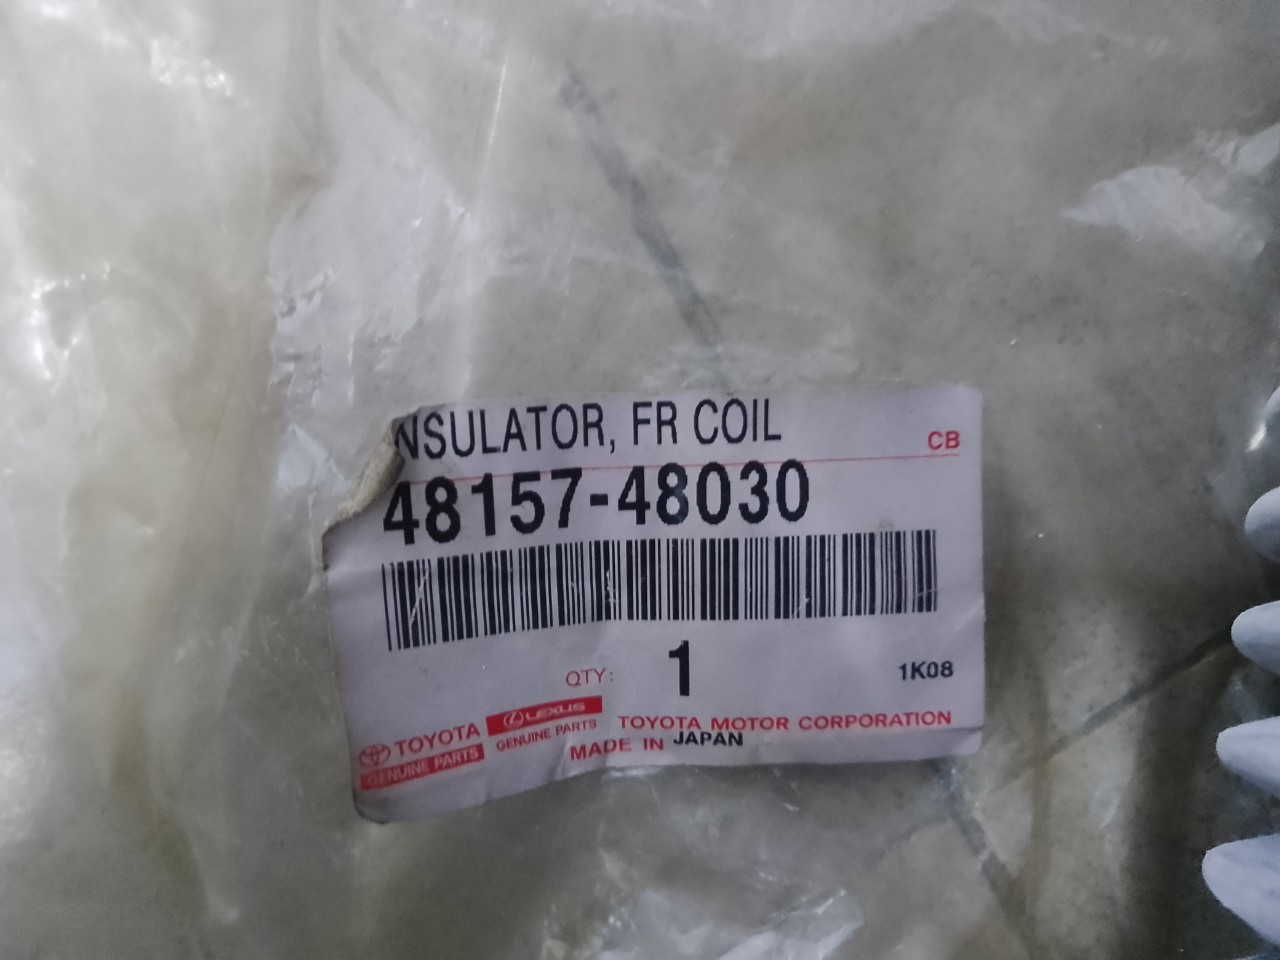 NSULATOR, FR COIL
CB
48157-48030
QTY: 1
1K08
TOYOTA
GENUINE PARTS
LEXUS
GENUINE PARTS
TOYOTA MOTOR CORPORATION
MADE IN JAPAN